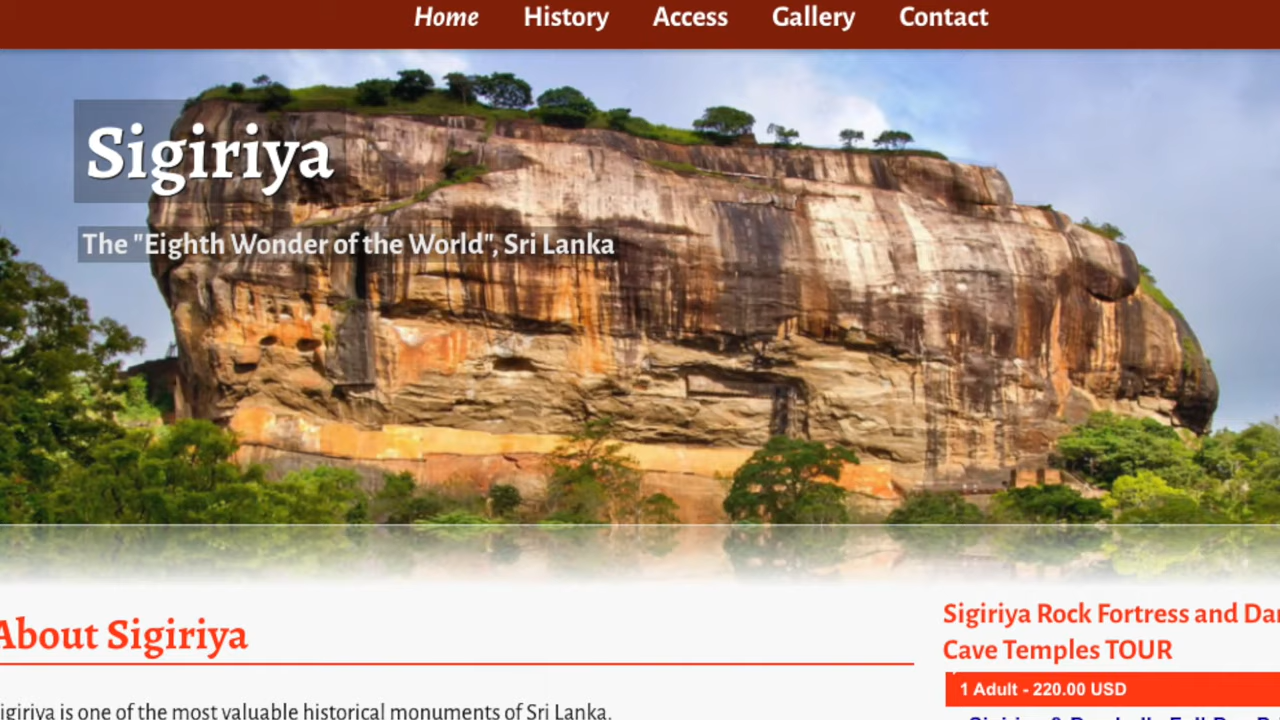 Home History Access Gallery Contact
Sigiriya
The "Eighth Wonder of the World", Sri Lanka
About Sigiriya
Sigiriya Rock Fortress and
Cave Temples TOUR
1 Adult - 220.00 USD
is one of the most valuable historical monuments of Sri Lanka.